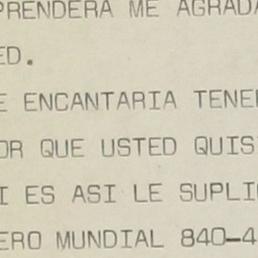 PRENDERA ME AGRADA
ED.
E ENCANTARIA TENE
OR QUE USTED QUIS
I ES ASI LE SUPLI
ERO MUNDIAL 840-4